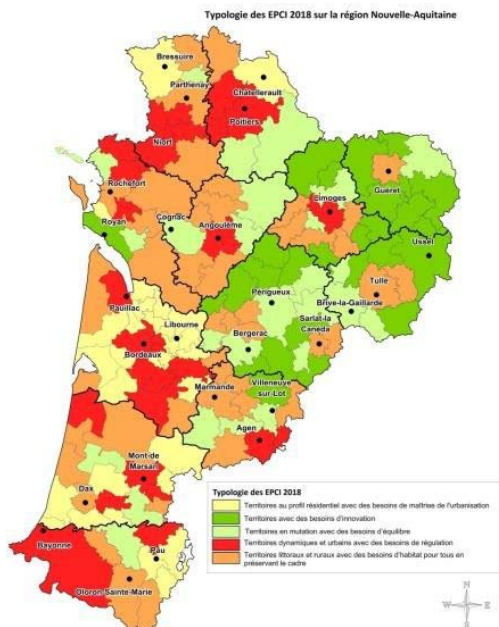 Typologie des EPCI 2018 sur la région Nouvelle-Aquitaine
Bressuire
Parthenay
Chatellerault
Poitiers
Niort
Rochefort
Guéret
Limoges
Royan
Cognac
Angoulême
Ussel
Tulle
Périgueux
Brive-la-Gaillarde
Pauillac
Libourne
Sarlat-la
Canéda
Bergerac
Bordeaux
Marmande
Villeneuve
sur-Lot
Agen
Mont-de
Marsan
Dax
Bayonne
Pau
Oloron-Sainte-Marie
Typologie des EPCI 2018
Territoires au profil résidentiel avec des besoins de maîtrise de l'urbanisation
Territoires avec des besoins d'innovation
Territoires en mutation avec des besoins d'équilibre
Territoires dynamiques et urbains avec des besoins de régulation
Territoires littoraux et ruraux avec des besoins d'habitat pour tous en
préservant le cadre
N
W E
S